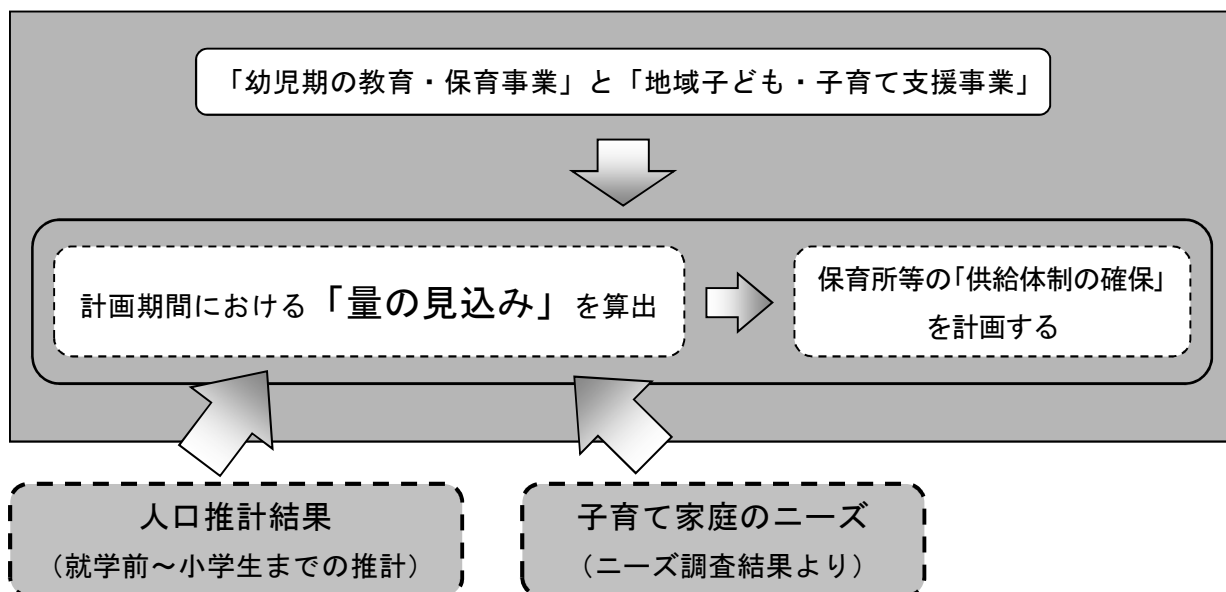 「幼児期の教育・保育事業」と「地域子ども・子育て支援事業」
計画期間における「量の見込み」を算出
保育所等の「供給体制の確保」
を計画する
人口推計結果
（就学前～小学生までの推計）
子育て家庭のニーズ
（ニーズ調査結果より）